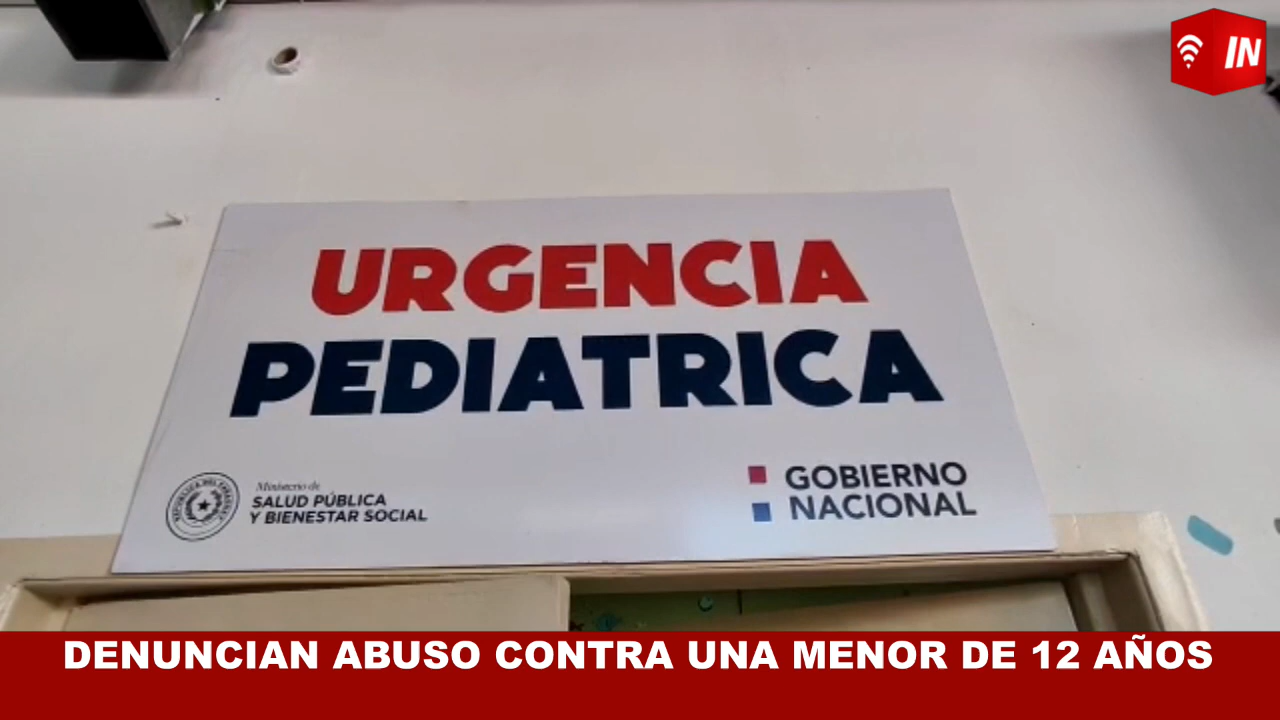 IN
URGENCIA
PEDIATRICA
Ministerio de
SALUD PÚBLICA
Y BIENESTAR SOCIAL
GOBIERNO
NACIONAL
DENUNCIAN ABUSO CONTRA UNA MENOR DE 12 AÑOS